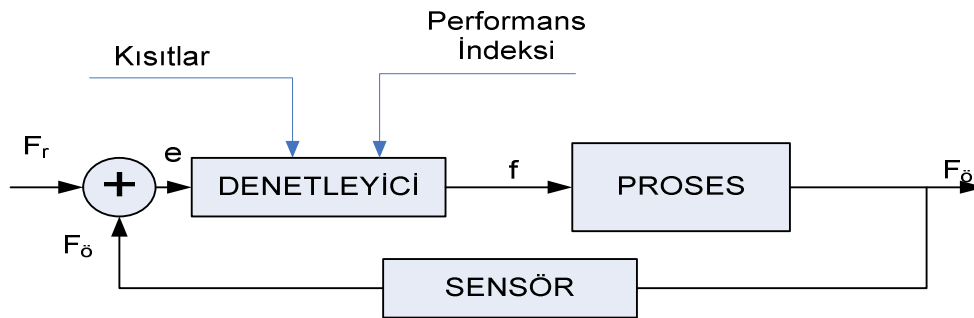 Performans
İndeksi
Kısıtlar
Fr
e
DENETLEYİCİ
f
PROSES
Fö
+
Fö
SENSÖR